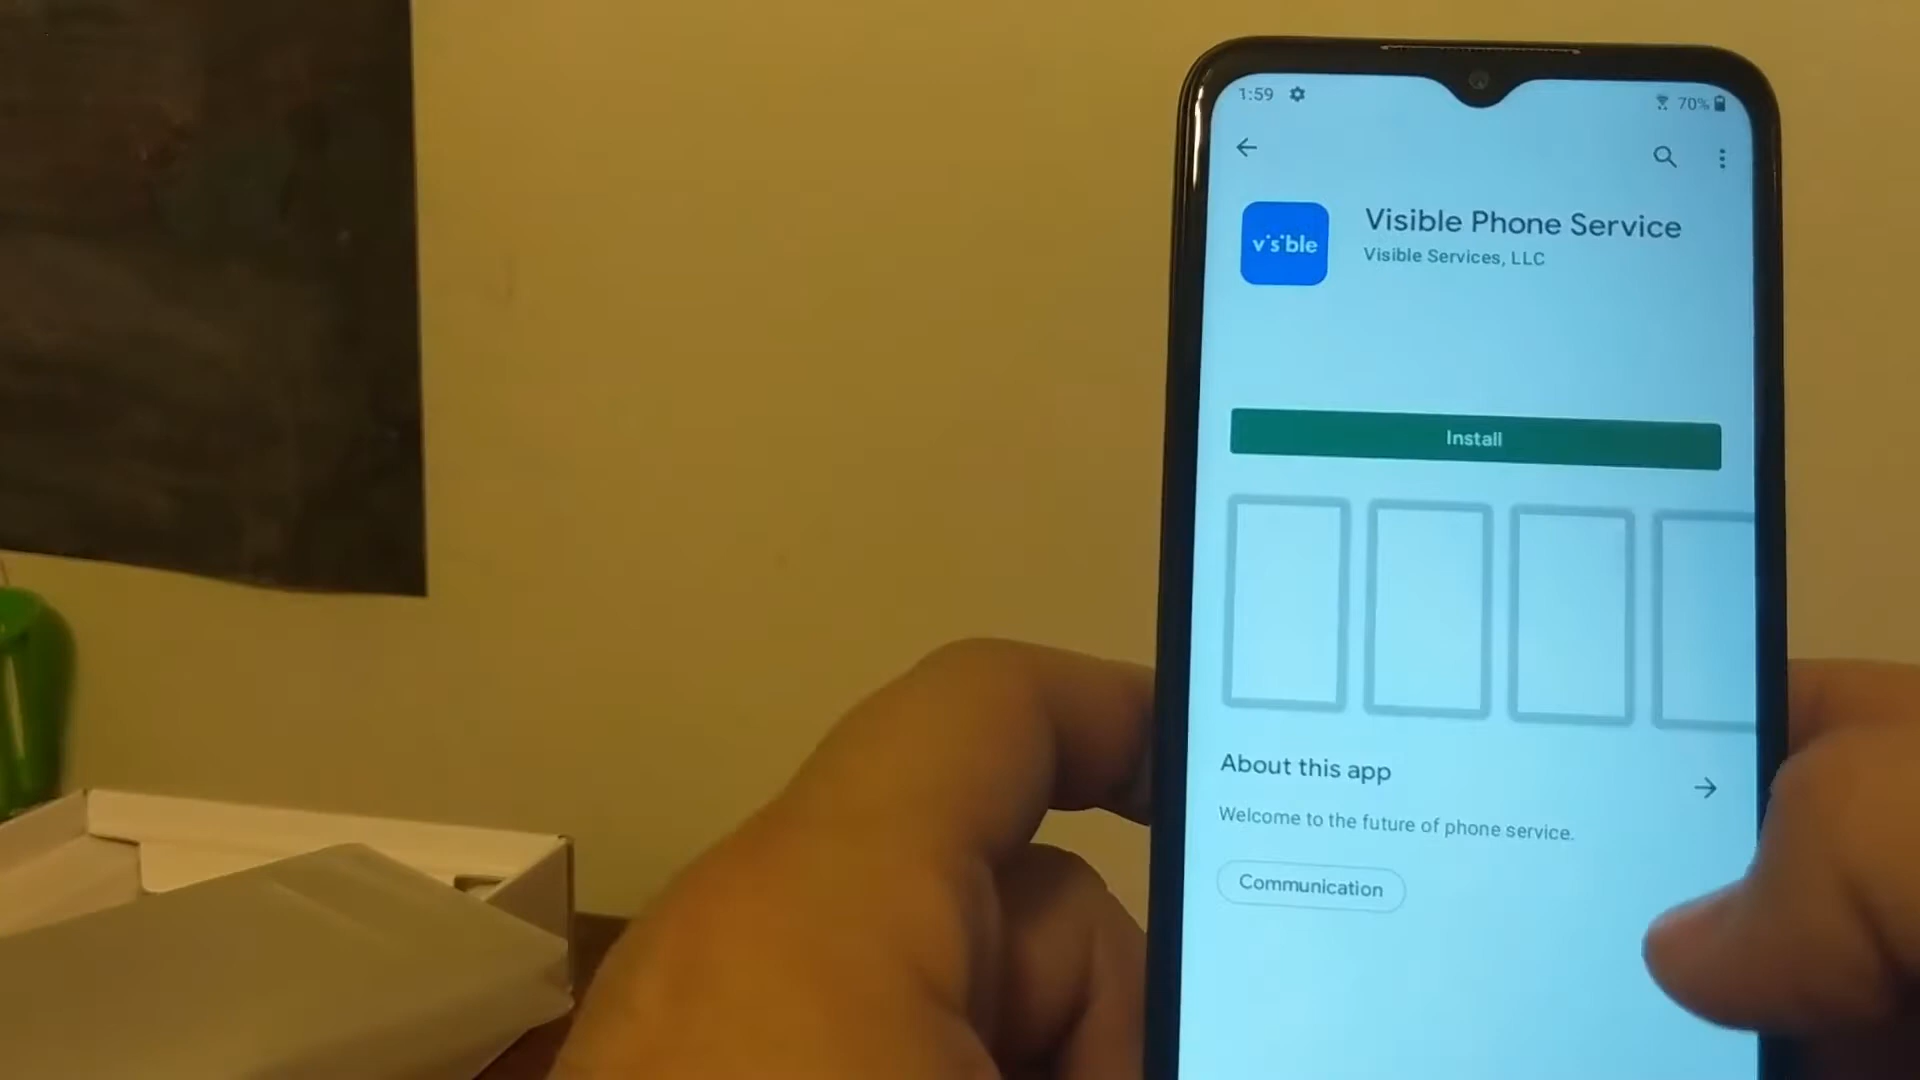 1:59
70%
visible
Visible Phone Service
Visible Services, LLC
Install
About this app
Welcome to the future of phone service.
Communication